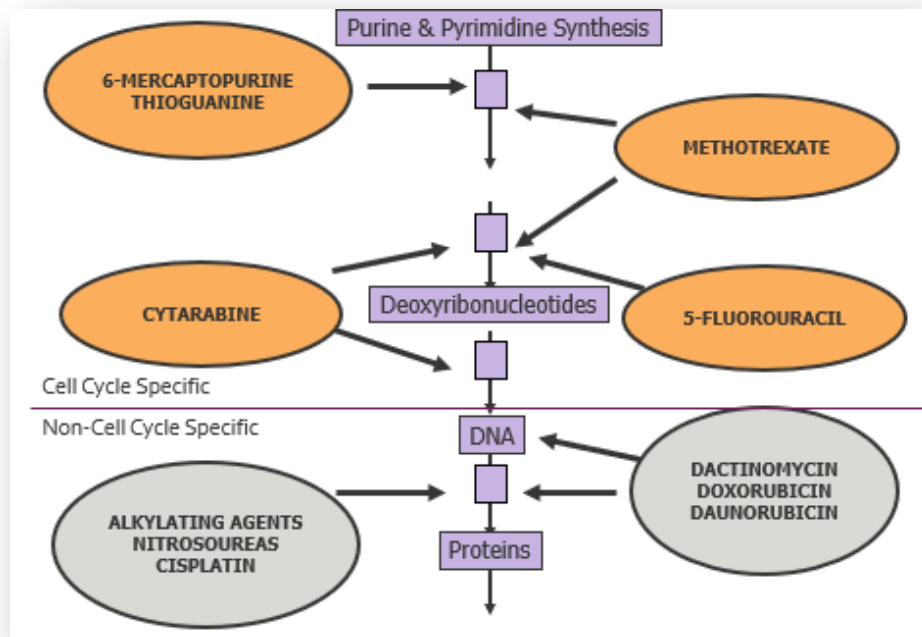 Purine & Pyrimidine Synthesis
6-MERCAPTOPURINE
THIOGUANINE
METHOTREXATE
CYTARABINE
Deoxyribonucleotides
5-FLUOROURACIL
Cell Cycle Specific
Non-Cell Cycle Specific
DNA
DACTINOMYCIN
DOXORUBICIN
DAUNORUBICIN
ALKYLATING AGENTS
NITROSOUREAS
CISPLATIN
Proteins